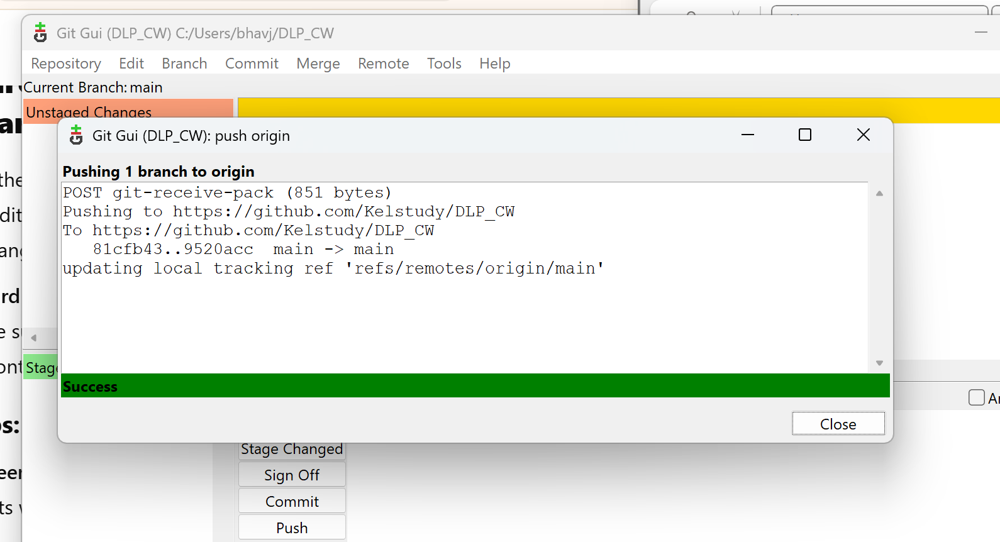 Git Gui (DLP_CW) C:/Users/bhavj/DLP_CW
Repository Edit Branch Commit Merge Remote Tools Help
Current Branch: main
Unstaged Changes
Git Gui (DLP_CW): push origin
Pushing 1 branch to origin
POST git-receive-pack (851 bytes)
Pushing to https://github.com/Kelstudy/DLP_CW
To https://github.com/Kelstudy/DLP_CW
81cfb43..9520acc main -> main
updating local tracking ref 'refs/remotes/origin/main'
Success
Close
Stage Changed
Sign Off
Commit
Push